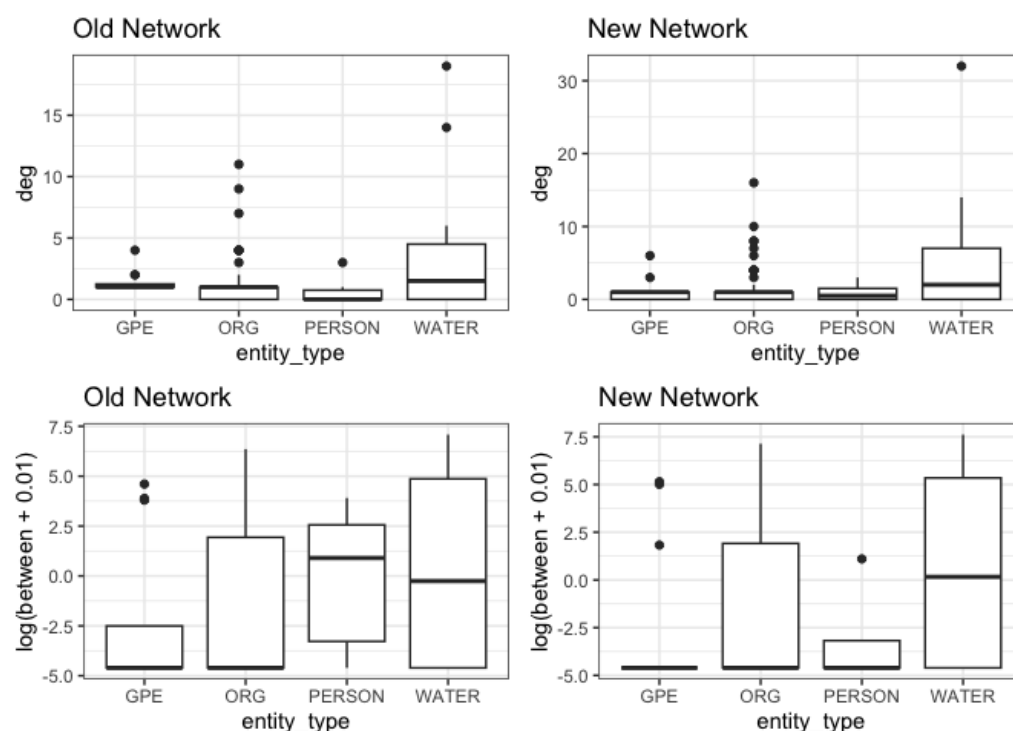 Old Network
deg
15
10
5
0
GPE ORG PERSON WATER
entity_type
New Network
deg
30
20
10
0
GPE ORG PERSON WATER
entity_type
Old Network
log(between + 0.01)
7.5
5.0
2.5
0.0
-2.5
-5.0
GPE ORG PERSON WATER
entity_type
New Network
log(between + 0.01)
7.5
5.0
2.5
0.0
-2.5
-5.0
GPE ORG PERSON WATER
entity_type